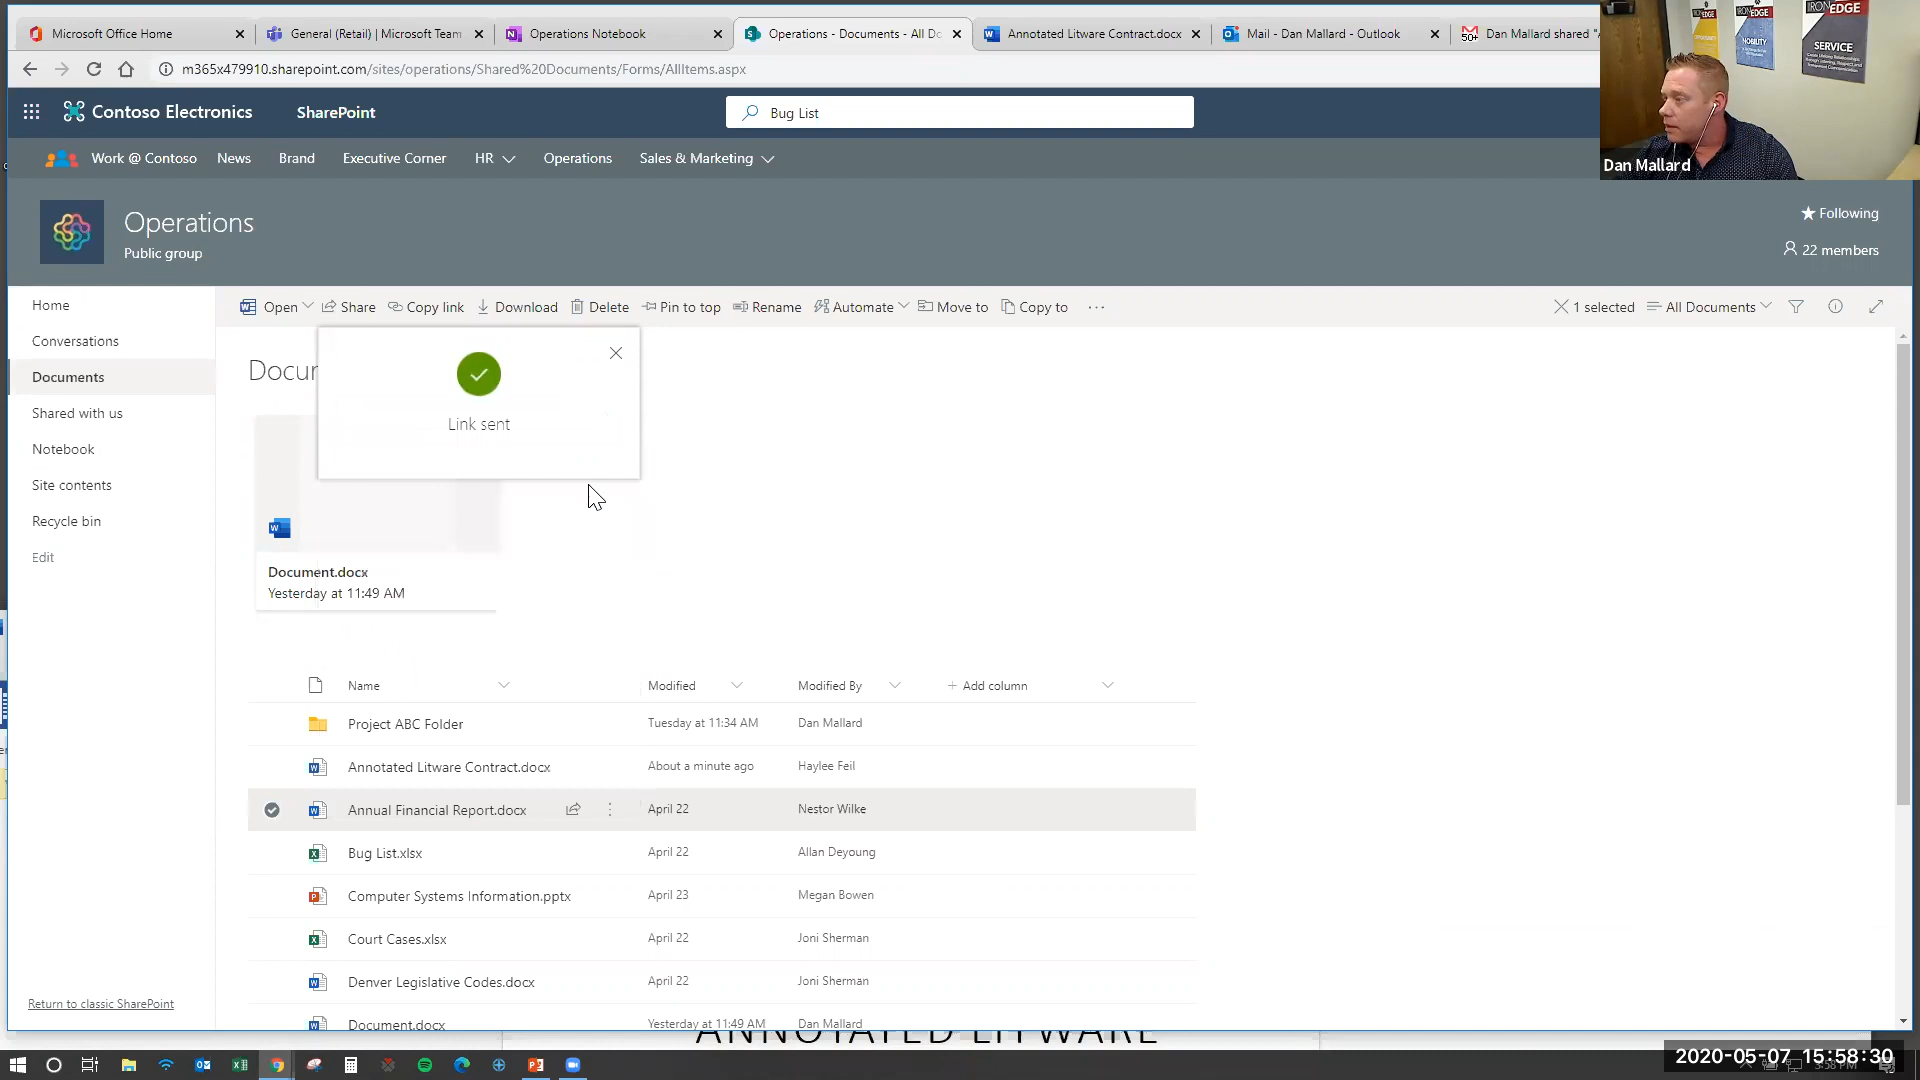 Microsoft Office Home
General (Retail) | Microsoft Team
Operations Notebook
Operations - Documents - All Do
Annotated Litware Contract.docx
Mail - Dan Mallard - Outlook
50+
Dan Mallard shared "A
m365x479910.sharepoint.com/sites/operations/Shared%20Documents/Forms/AllItems.aspx
Contoso Electronics
SharePoint
Bug List
IRON EDGE
NOBILITY
IRON EDGE
SERVICE
Dan Mallard
Work @ Contoso
News
Brand
Executive Corner
HR
Operations
Sales & Marketing
Operations
Public group
Following
22 members
Home
Conversations
Documents
Shared with us
Notebook
Site contents
Recycle bin
Edit
Return to classic SharePoint
Open
Share
Copy link
Download
Delete
Pin to top
Rename
Automate
Move to
Copy to
1 selected
All Documents
Docum
Link sent
Document.docx
Yesterday at 11:49 AM
Name Modified Modified By Add column
Project ABC Folder Tuesday at 11:34 AM Dan Mallard
Annotated Litware Contract.docx About a minute ago Haylee Feil
Annual Financial Report.docx April 22 Nestor Wilke
Bug List.xlsx April 22 Allan Deyoung
Computer Systems Information.pptx April 23 Megan Bowen
Court Cases.xlsx April 22 Joni Sherman
Denver Legislative Codes.docx April 22 Joni Sherman
Document.docx Yesterday at 11:49 AM Dan Mallard
ANNOTATED LITWARE
2020-05-07 15:58:30